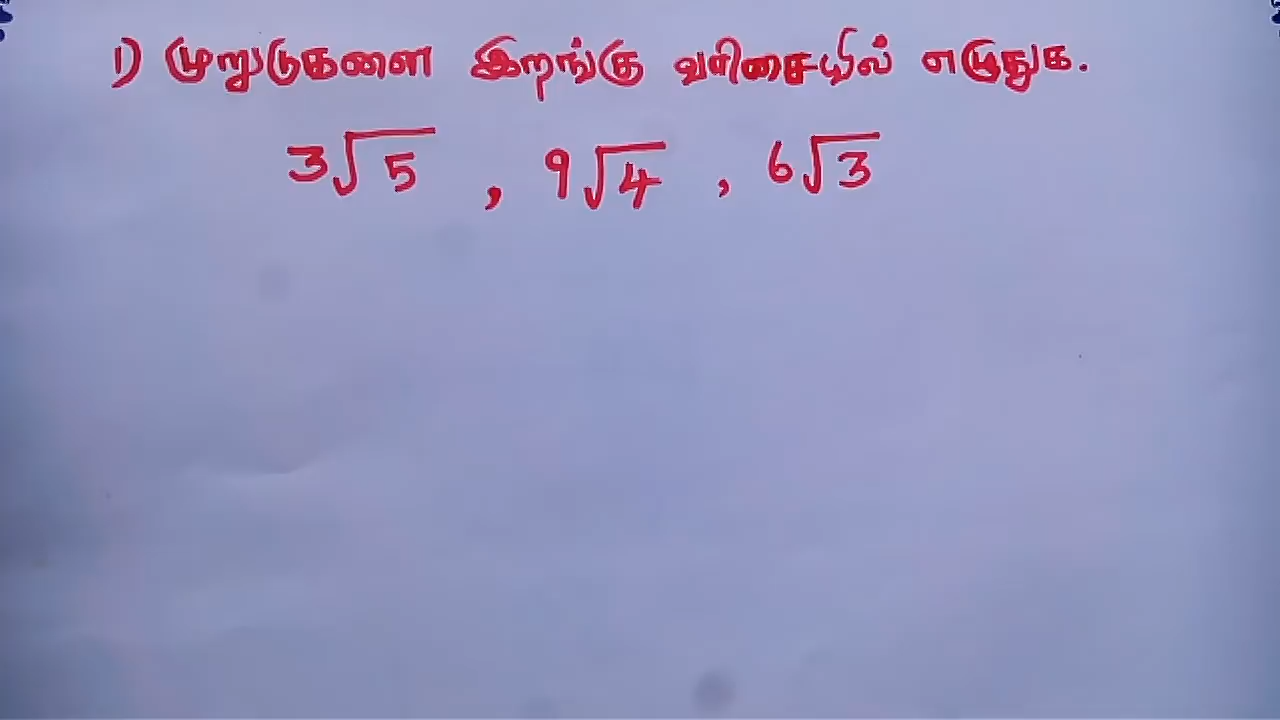 1) முறுடுகளை இறங்கு வரிசையில் எழுதுக.
3√5 , 9√4 , 6√3